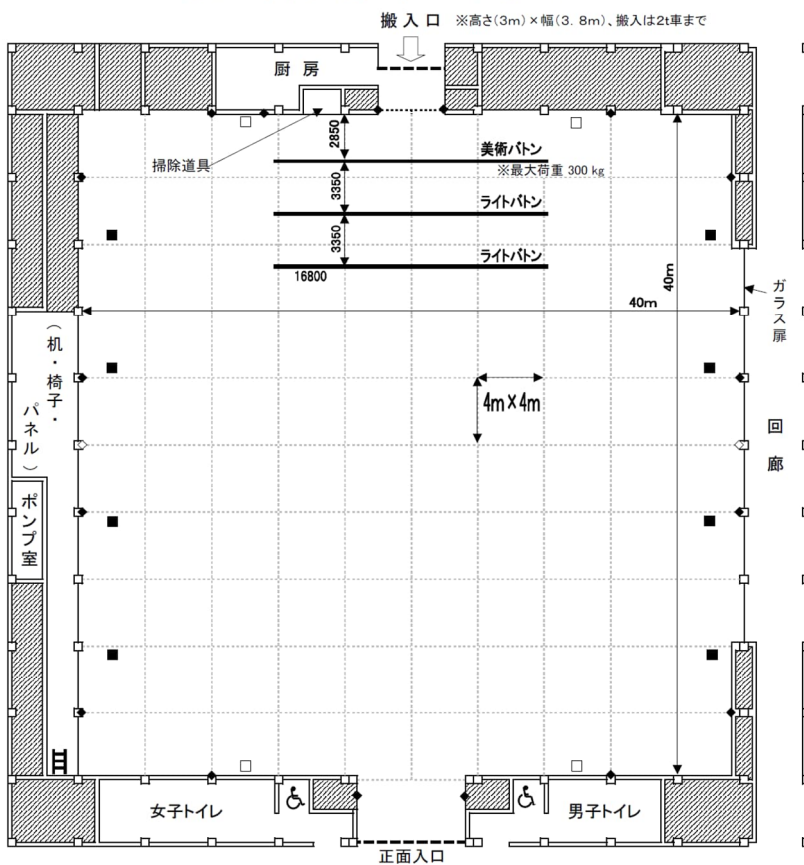 搬入口 ※高さ(3m)×幅(3.8m)、搬入は2t車まで
厨房
掃除道具
2850
美術バトン
※最大荷重 300 kg
3350
ライトバトン
3350
ライトバトン
16800
40m
40m
ガラス扉
(机・椅子・
パネル)
4m×4m
回廊
ポンプ室
女子トイレ
男子トイレ
正面入口